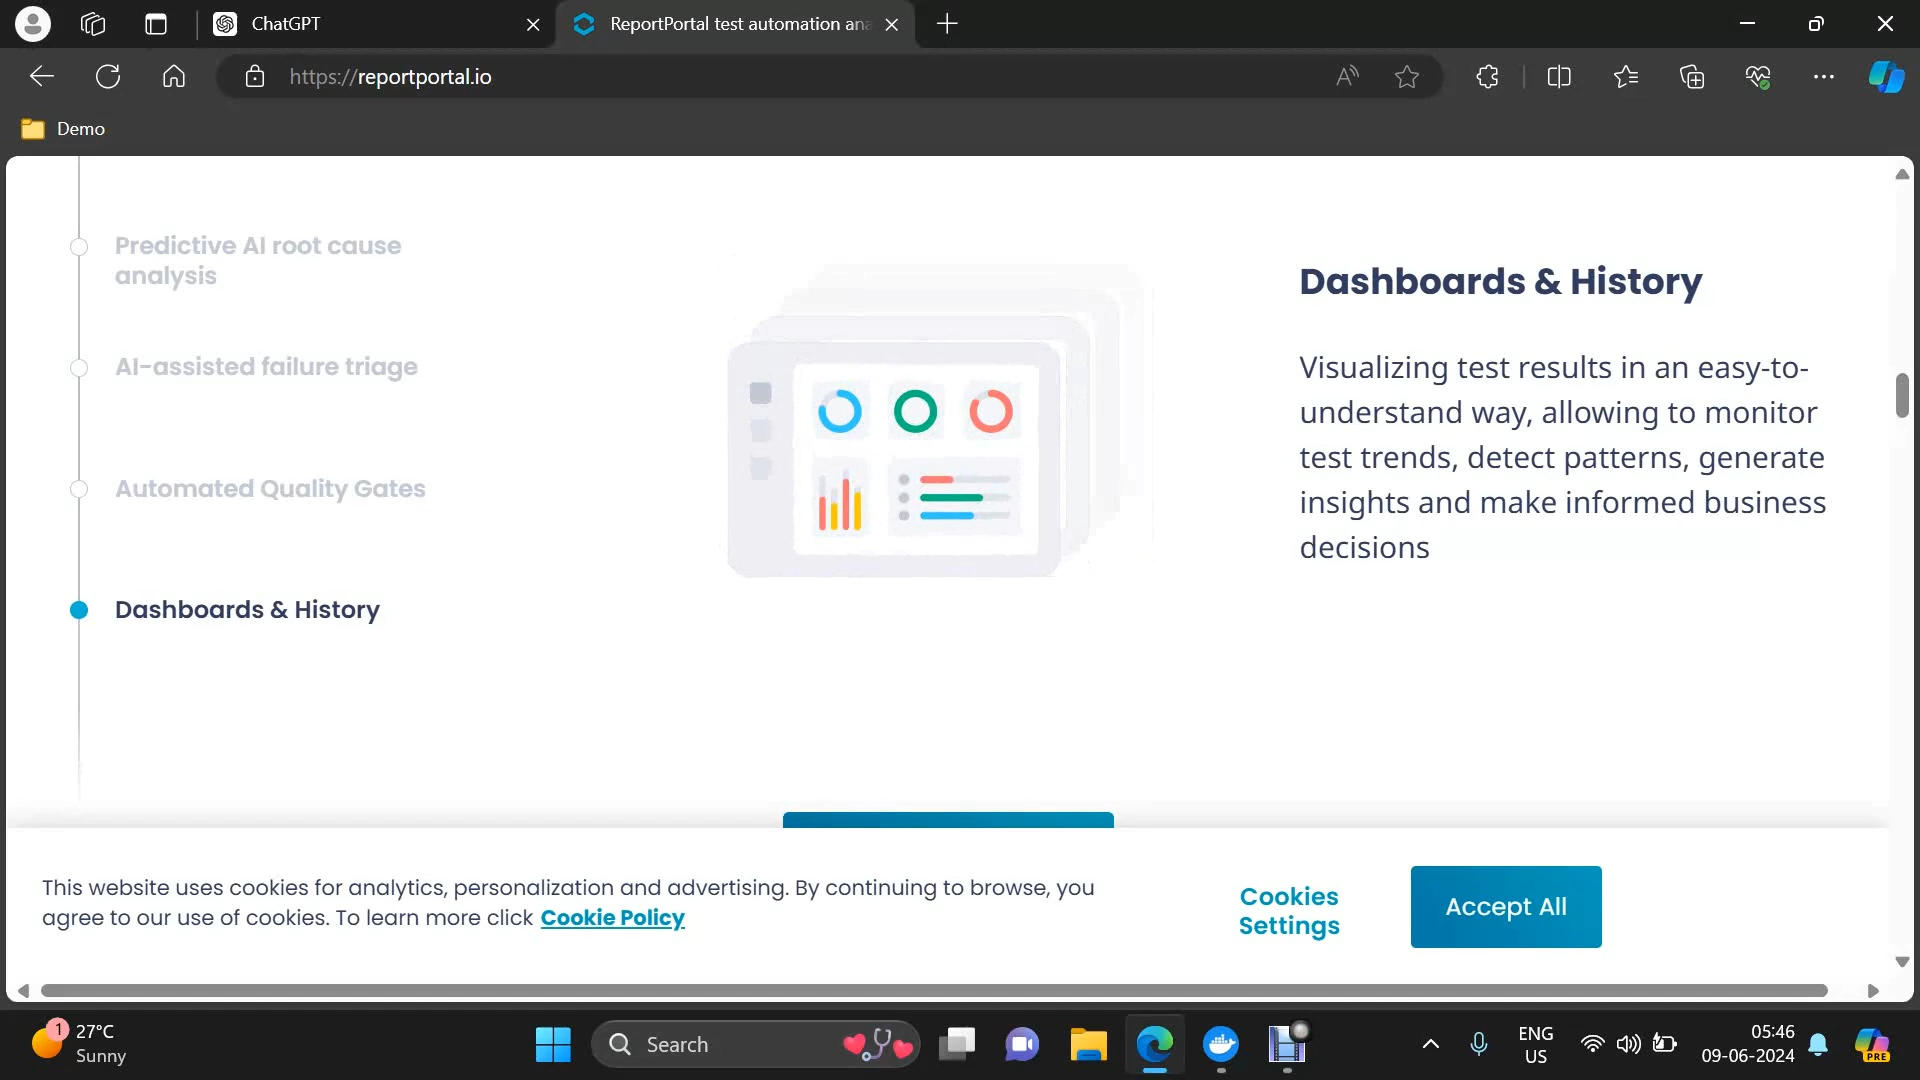 ChatGPT
ReportPortal test automation ana
https://reportportal.io
Demo
Predictive AI root cause
analysis
AI-assisted failure triage
Automated Quality Gates
Dashboards & History
Dashboards & History
Visualizing test results in an easy-to-
understand way, allowing to monitor
test trends, detect patterns, generate
insights and make informed business
decisions
This website uses cookies for analytics, personalization and advertising. By continuing to browse, you
agree to our use of cookies. To learn more click Cookie Policy
Cookies
Settings
Accept All
1
27°C
Sunny
Search
ENG
US
05:46
09-06-2024
PRE